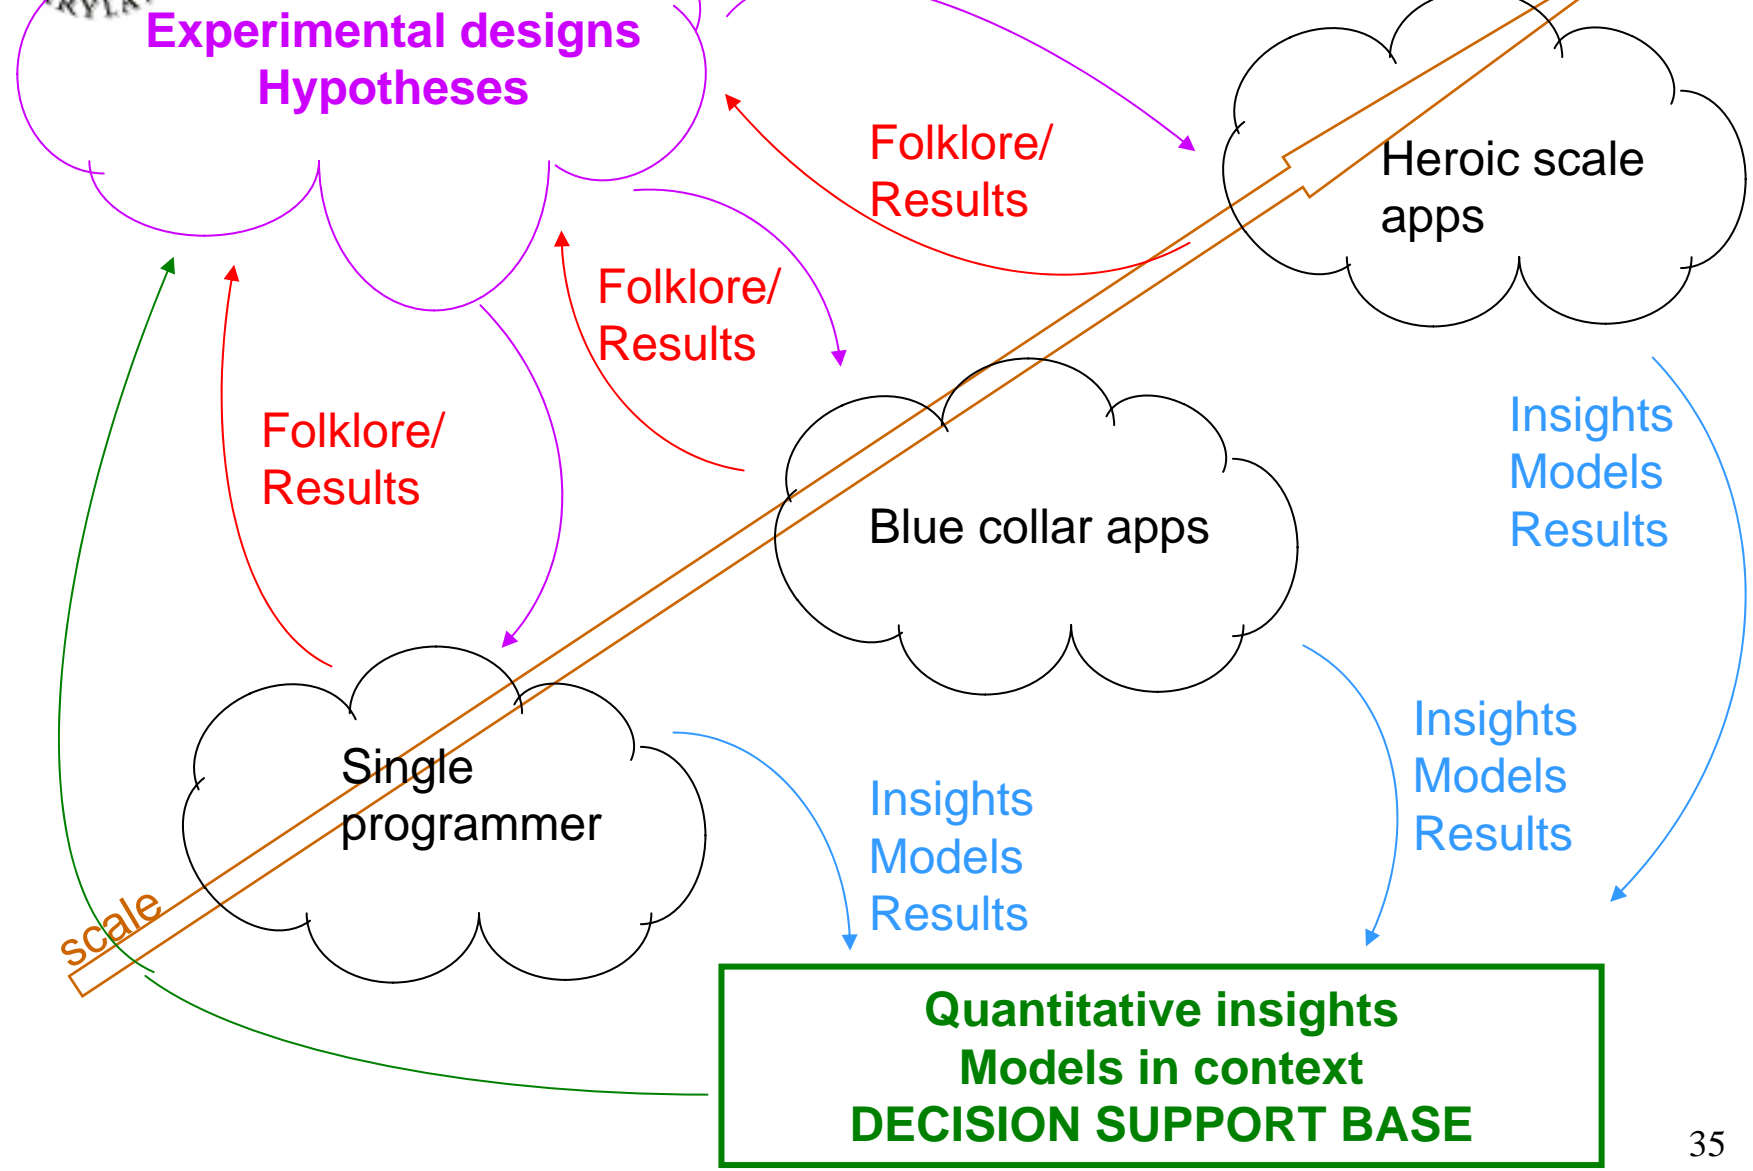 Experimental designs
Hypotheses
Folklore/
Results
Heroic scale
apps
Folklore/
Results
Folklore/
Results
Insights
Models
Results
Blue collar apps
Insights
Models
Results
Single
programmer
Insights
Models
Results
scale
Quantitative insights
Models in context
DECISION SUPPORT BASE
35